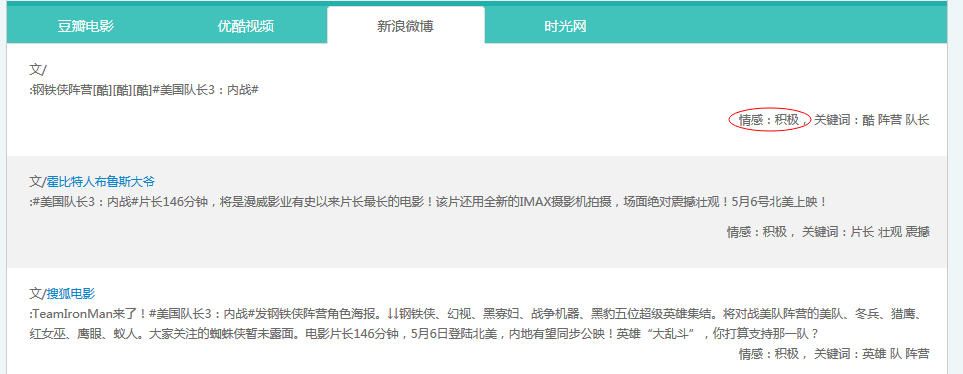 豆瓣电影 优酷视频 新浪微博 时光网
文/
:钢铁侠阵营[酷][酷][酷]#美国队长3：内战#
情感：积极， 关键词：酷 阵营 队长
文/霍比特人布鲁斯大爷
:#美国队长3：内战#片长146分钟，将是漫威影业有史以来片长最长的电影！该片还用全新的IMAX摄影机拍摄，场面绝对震撼壮观！5月6号北美上映！
情感：积极， 关键词：片长 壮观 震撼
文/搜狐电影
:TeamIronMan来了！#美国队长3：内战#发钢铁侠阵营角色海报。↓↓钢铁侠、幻视、黑寡妇、战争机器、黑豹五位超级英雄集结。将对战美队阵营的美队、冬兵、猎鹰、
红女巫、鹰眼、蚁人。大家关注的蜘蛛侠暂未露面。电影片长146分钟，5月6日登陆北美，内地有望同步公映！英雄“大乱斗”，你打算支持那一队？
情感：积极， 关键词：英雄 队 阵营